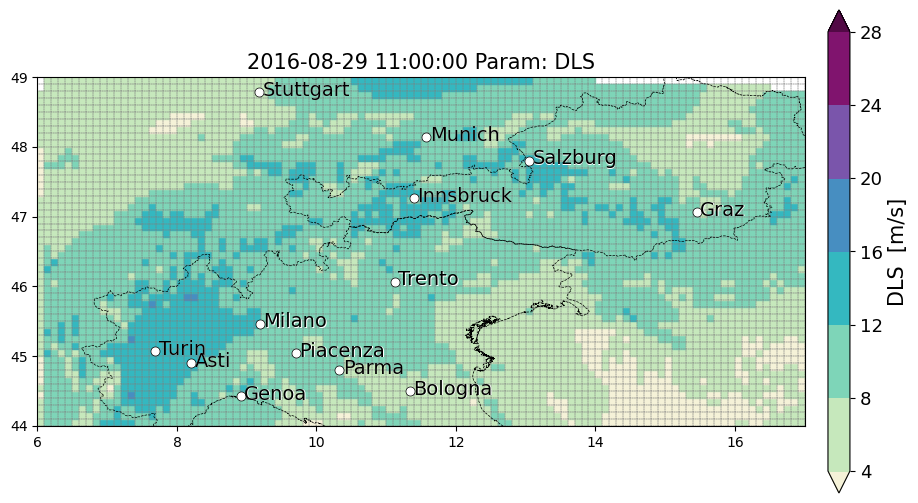 2016-08-29 11:00:00 Param: DLS
49
48
47
46
45
44
6
8
10
12
14
16
Stuttgart
Munich
Salzburg
Innsbruck
Graz
Trento
Milano
Turin
Asti
Piacenza
Parma
Genoa
Bologna
28
24
20
16
12
8
4
DLS [m/s]